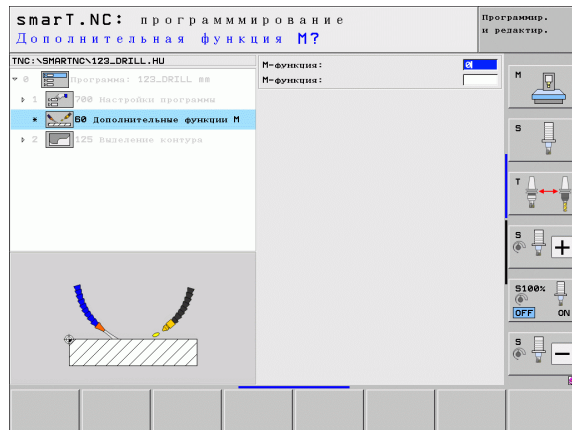 smarT.NC: программмирование
Дополнительная функция M?
Программир.
и редактир.
TNC:\SMARTNC\123_DRILL.HU
0 Программа: 123_DRILL mm
1 700 Настройки программы
* 60 Дополнительные функции M
2 125 Выделение контура
М-функция: 0
М-функция:
M
S
T
S
+
S100%
OFF ON
S
−